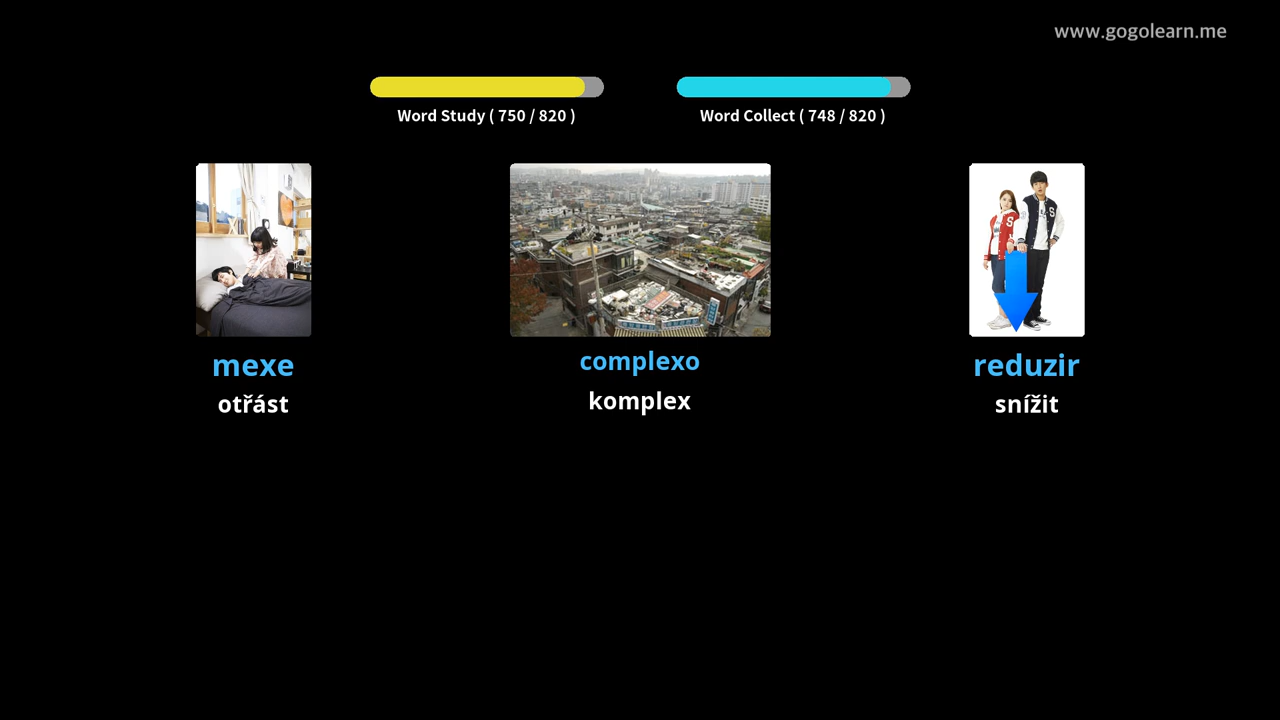 www.gogolearn.me
Word Study ( 750 / 820 )
Word Collect ( 748 / 820 )
mexe
otřást
complexo
komplex
reduzir
snížit